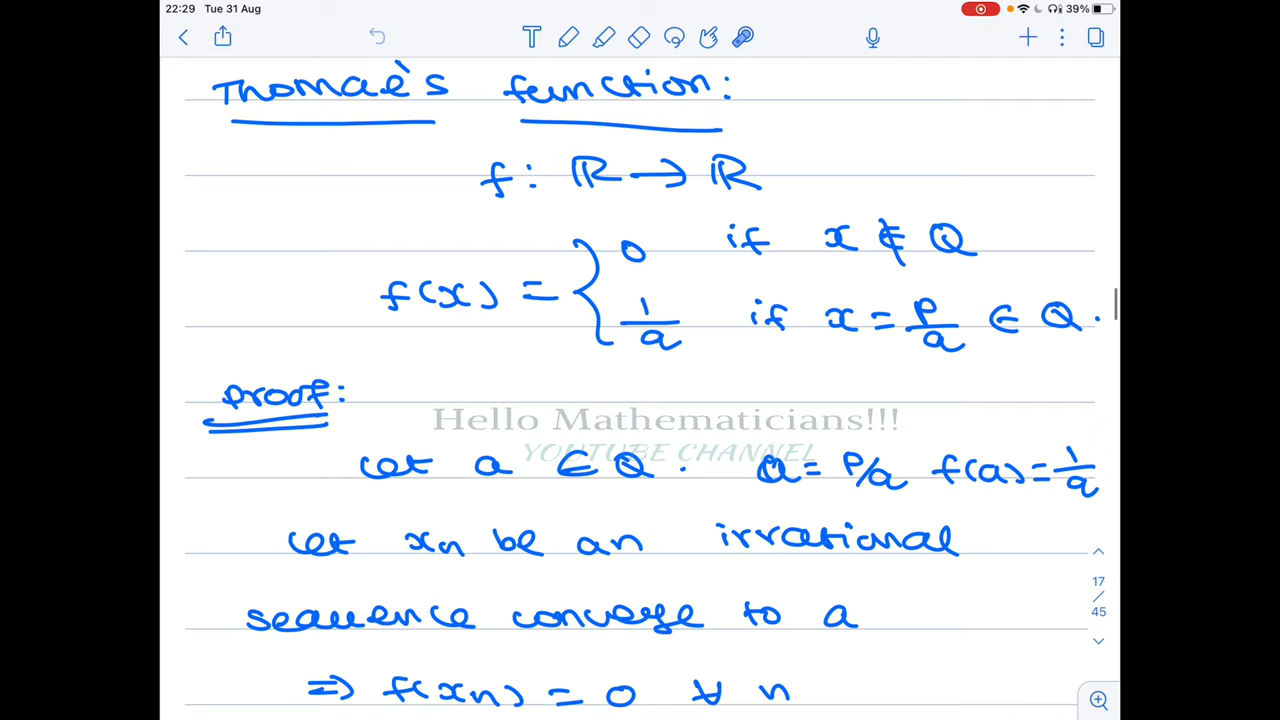 22:29 Tue 31 Aug
39%
Thomae's function:
f: ℝ → ℝ
f(x) = { 0 if x ∉ Q
1/q if x = p/q ∈ Q.
Proof:
Hello Mathematicians!!!
YOUTUBE CHANNEL
Let a ∈ Q. a = p/q f(a) = 1/q
Let xn be an irrational
sequence converge to a
⇒ f(xn) = 0 ∀ n
17
/
45